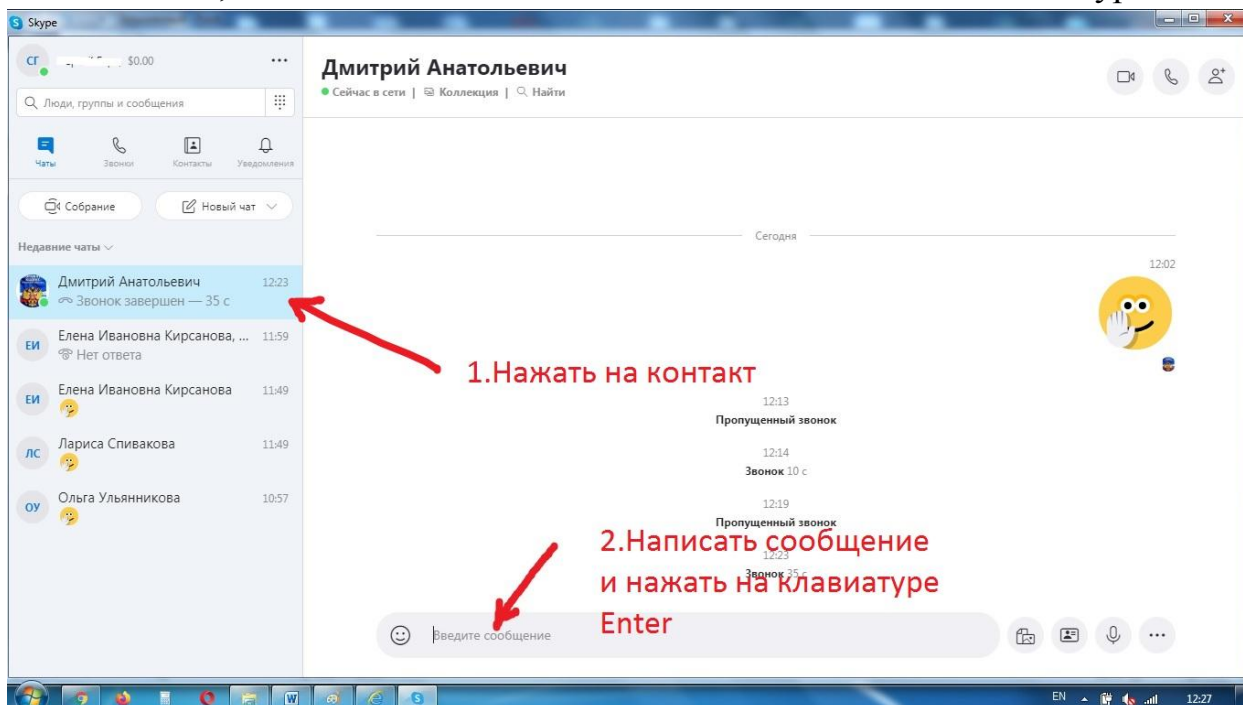 Skype
СГ
$0.00
Люди, группы и сообщения
Чаты
Звонки
Контакты
Уведомления
Собрание
Новый чат
Недавние чаты
Дмитрий Анатольевич 12:23
Звонок завершен — 35 с
ЕИ
Елена Ивановна Кирсанова, ... 11:59
Нет ответа
ЕИ
Елена Ивановна Кирсанова 11:49
ЛС
Лариса Спивакова 11:49
ОУ
Ольга Ульянникова 10:57
Дмитрий Анатольевич
Сейчас в сети | Коллекция | Найти
Сегодня
12:02
1.Нажать на контакт
12:13
Пропущенный звонок
12:14
Звонок 10 с
12:19
Пропущенный звонок
12:23
Звонок 35 с
2.Написать сообщение
и нажать на клавиатуре
Enter
Введите сообщение
EN
12:27